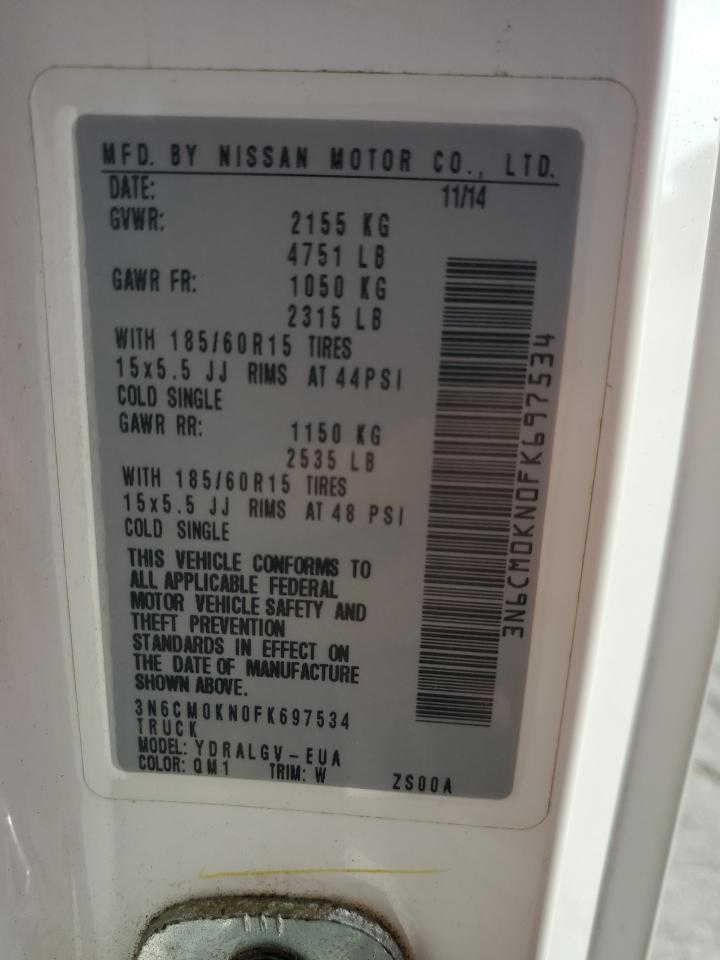 MFD. BY NISSAN MOTOR CO., LTD.
DATE: 11/14
GVWR: 2155 KG
4751 LB
GAWR FR: 1050 KG
2315 LB
WITH 185/60R15 TIRES
15x5.5 JJ RIMS AT 44PSI
COLD SINGLE
GAWR RR: 1150 KG
2535 LB
WITH 185/60R15 TIRES
15x5.5 JJ RIMS AT 48 PSI
COLD SINGLE
THIS VEHICLE CONFORMS TO
ALL APPLICABLE FEDERAL
MOTOR VEHICLE SAFETY AND
THEFT PREVENTION
STANDARDS IN EFFECT ON
THE DATE OF MANUFACTURE
SHOWN ABOVE.
3N6CM0KN0FK697534
TRUCK
MODEL: YDRALGV-EUA
COLOR: QM1 TRIM: W ZS00A
3N6CM0KN0FK697534